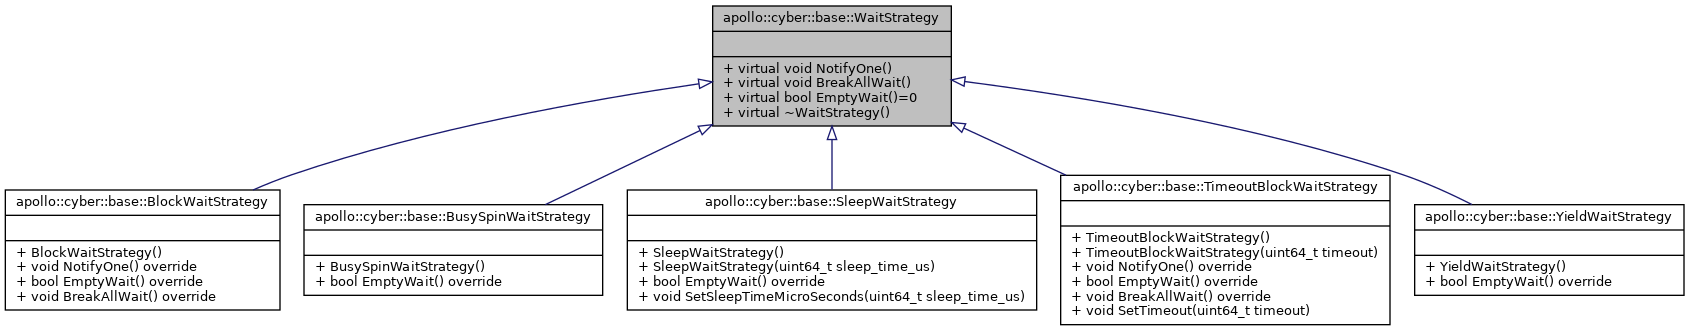 apollo::cyber::base::WaitStrategy
+ virtual void NotifyOne()
+ virtual void BreakAllWait()
+ virtual bool EmptyWait()=0
+ virtual ~WaitStrategy()
apollo::cyber::base::BlockWaitStrategy
+ BlockWaitStrategy()
+ void NotifyOne() override
+ bool EmptyWait() override
+ void BreakAllWait() override
apollo::cyber::base::BusySpinWaitStrategy
+ BusySpinWaitStrategy()
+ bool EmptyWait() override
apollo::cyber::base::SleepWaitStrategy
+ SleepWaitStrategy()
+ SleepWaitStrategy(uint64_t sleep_time_us)
+ bool EmptyWait() override
+ void SetSleepTimeMicroSeconds(uint64_t sleep_time_us)
apollo::cyber::base::TimeoutBlockWaitStrategy
+ TimeoutBlockWaitStrategy()
+ TimeoutBlockWaitStrategy(uint64_t timeout)
+ void NotifyOne() override
+ bool EmptyWait() override
+ void BreakAllWait() override
+ void SetTimeout(uint64_t timeout)
apollo::cyber::base::YieldWaitStrategy
+ YieldWaitStrategy()
+ bool EmptyWait() override